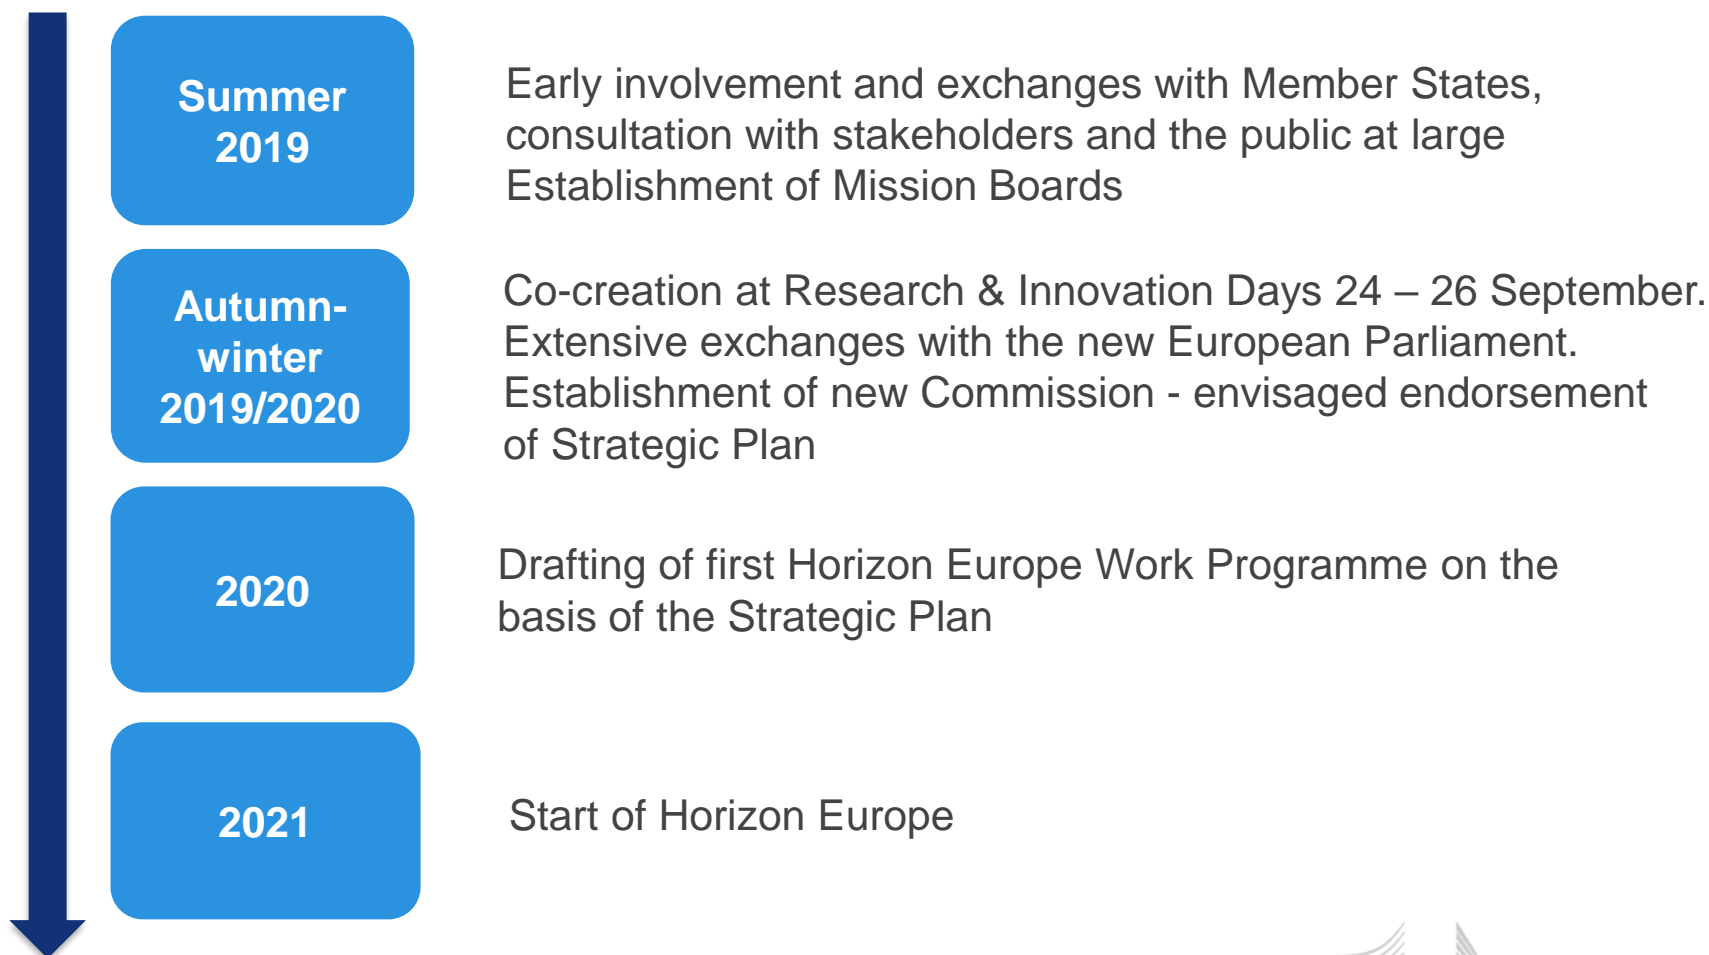 Summer
2019
Early involvement and exchanges with Member States,
consultation with stakeholders and the public at large
Establishment of Mission Boards
Autumn-
winter
2019/2020
Co-creation at Research & Innovation Days 24 – 26 September.
Extensive exchanges with the new European Parliament.
Establishment of new Commission - envisaged endorsement
of Strategic Plan
2020
Drafting of first Horizon Europe Work Programme on the
basis of the Strategic Plan
2021
Start of Horizon Europe